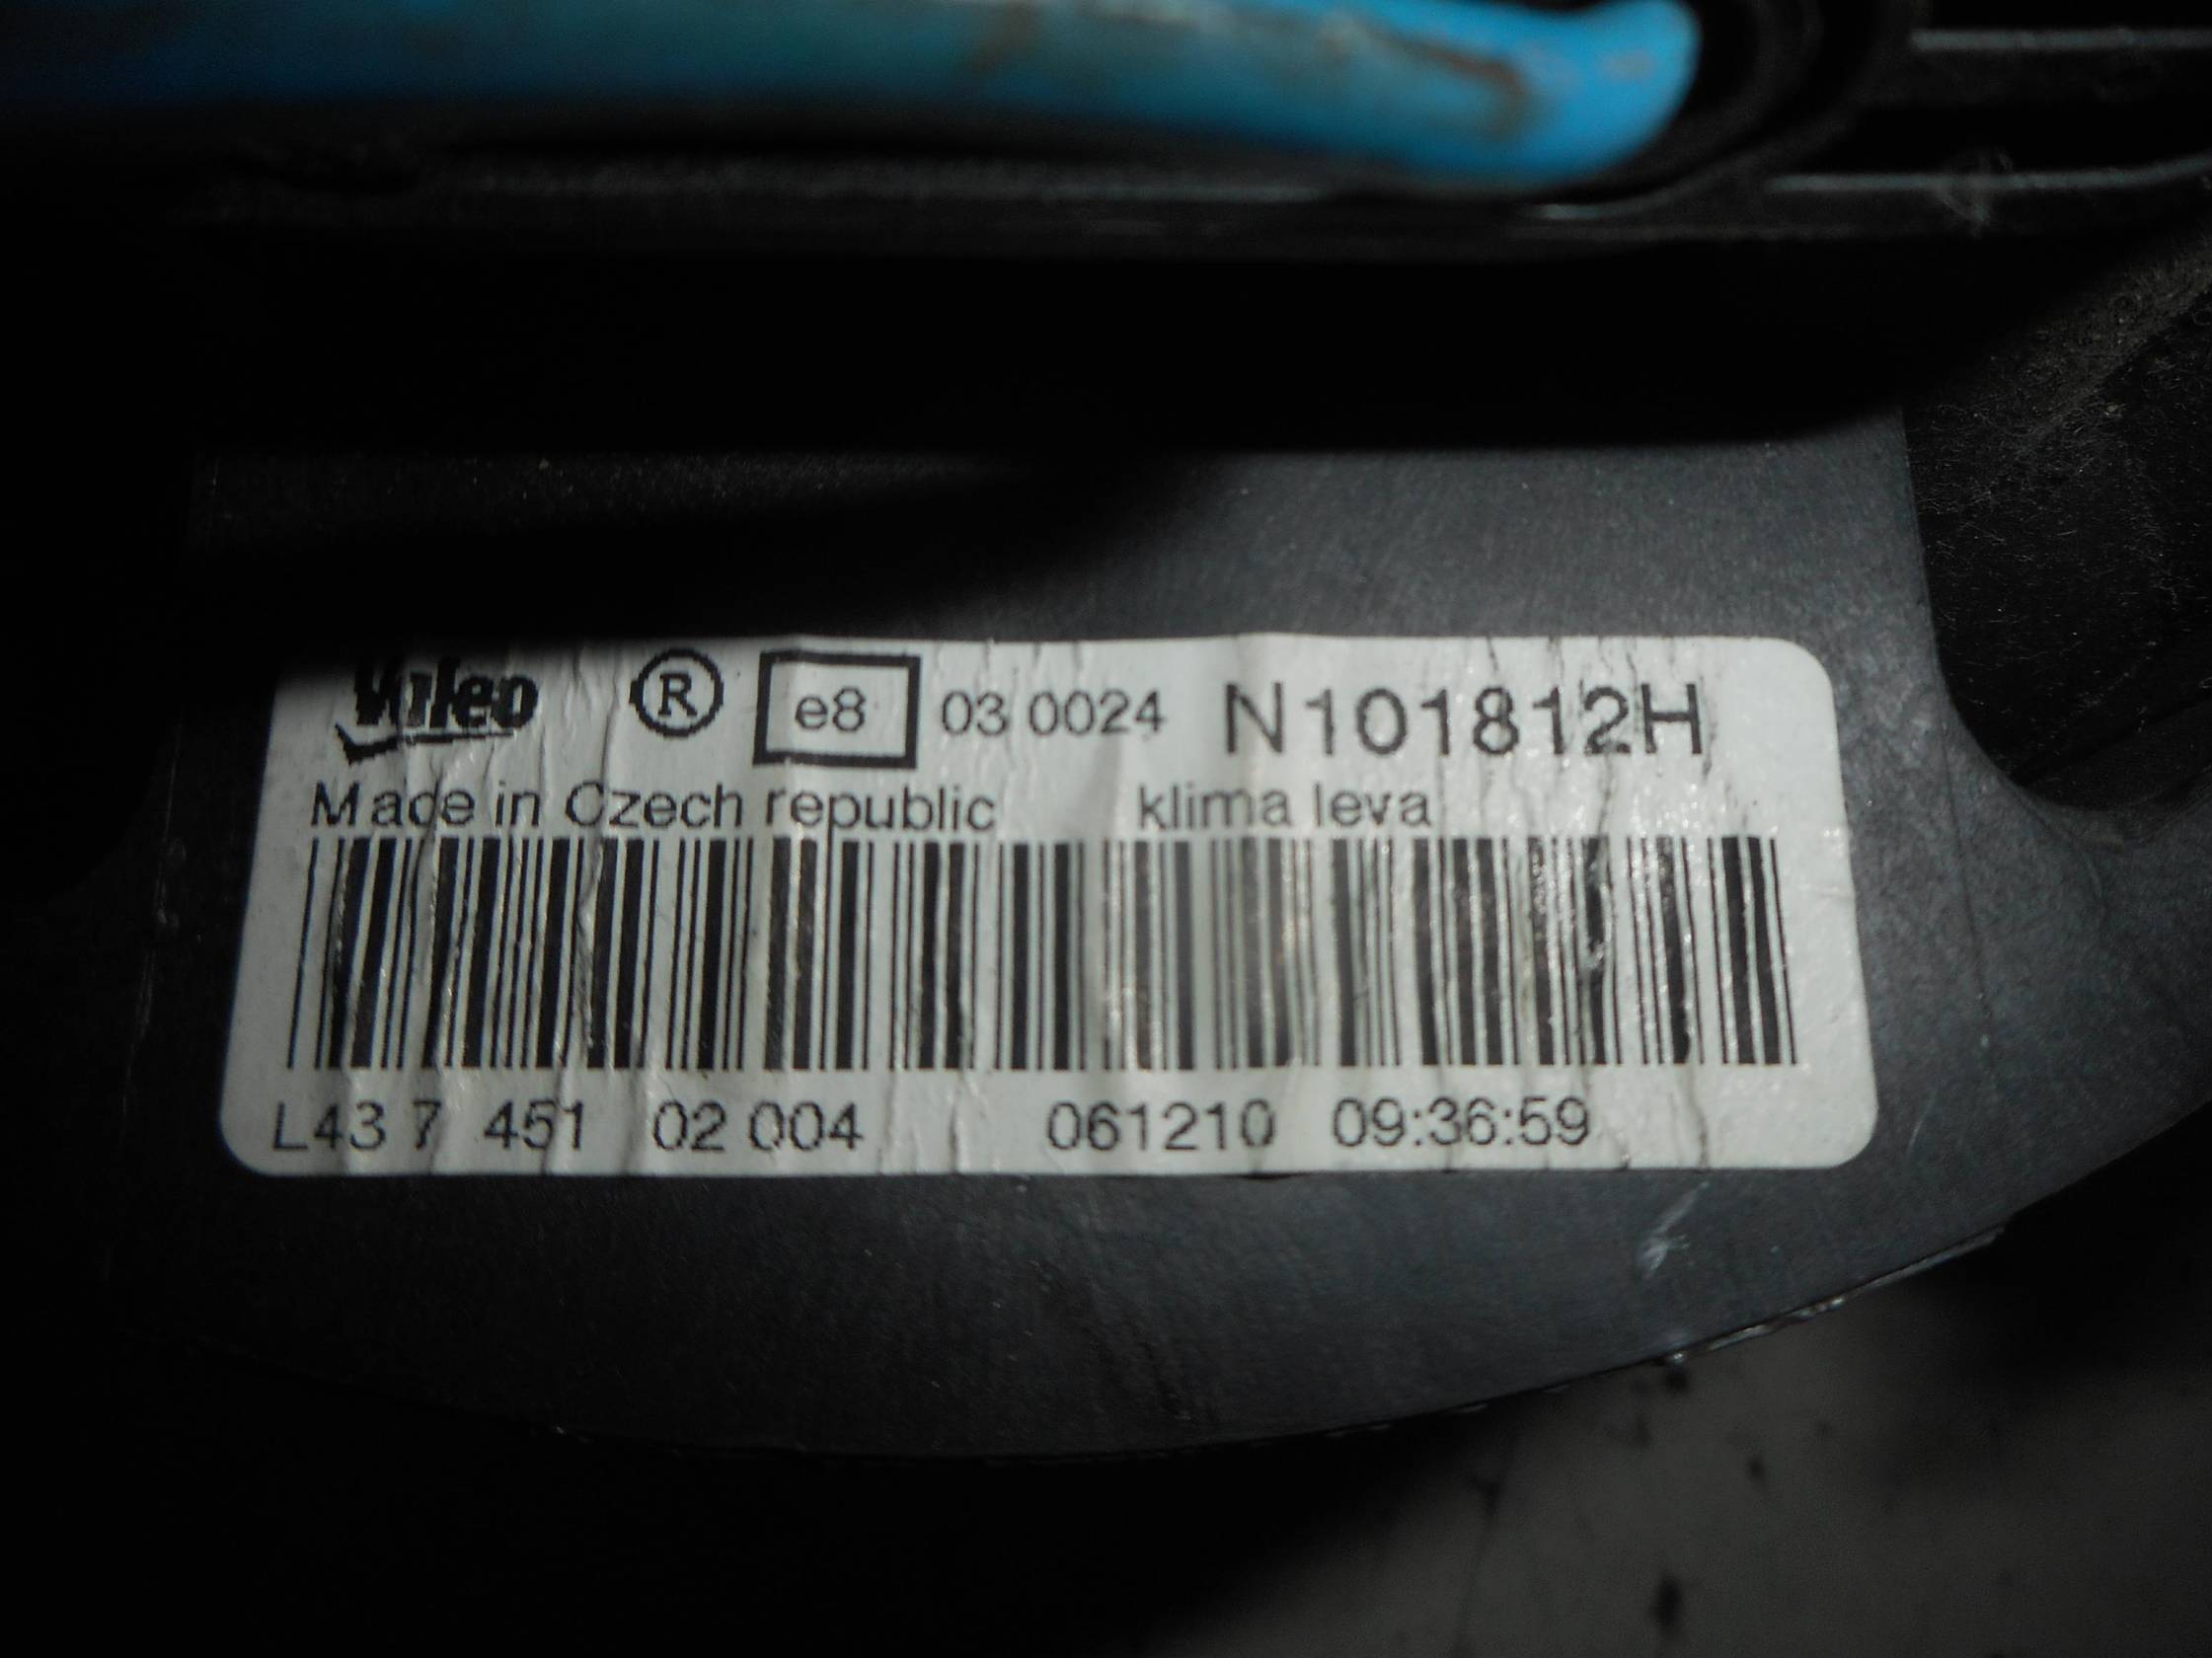 Valeo ® e8 03 0024 N101812H
Made in Czech republic klima leva
L43 7 451 02 004 061210 09:36:59